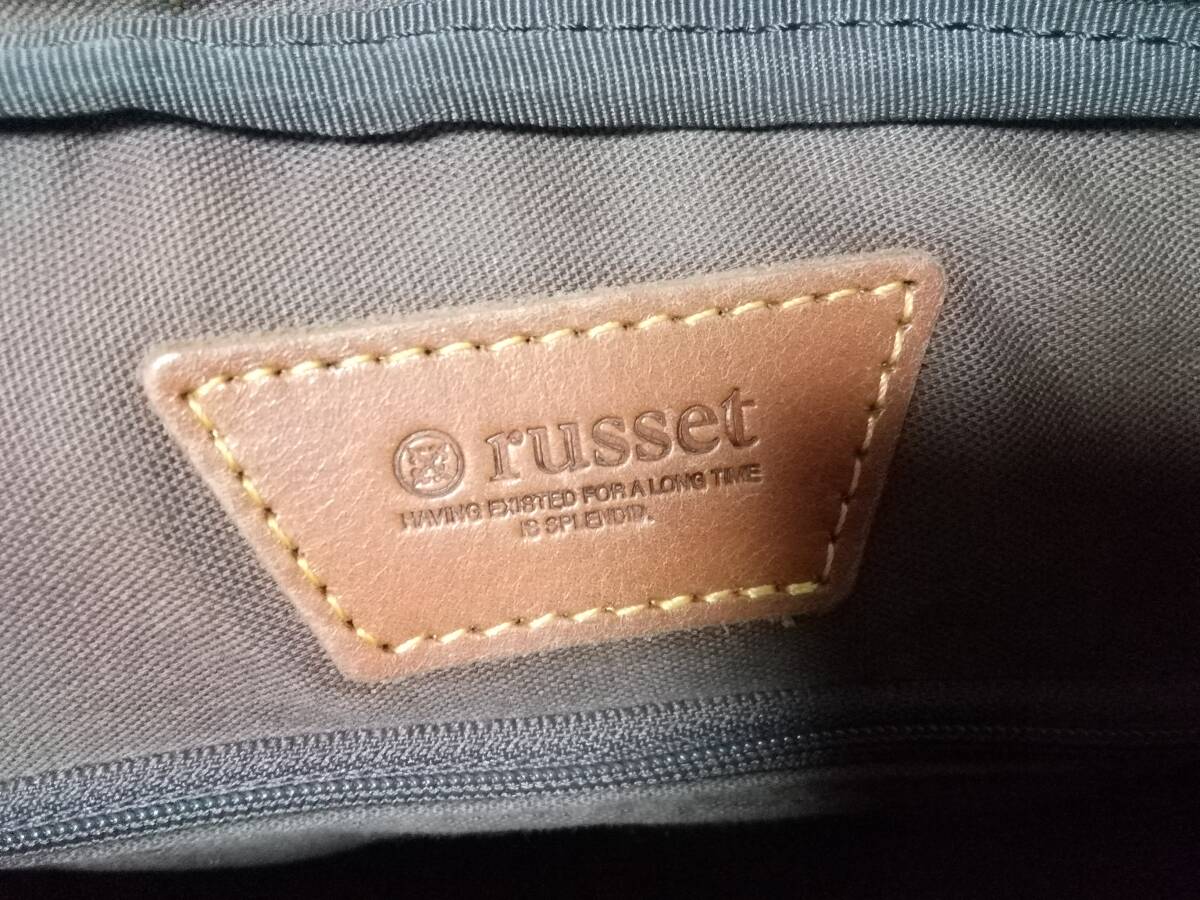 russet
HAVING EXISTED FOR A LONG TIME
IS SPLENDID.